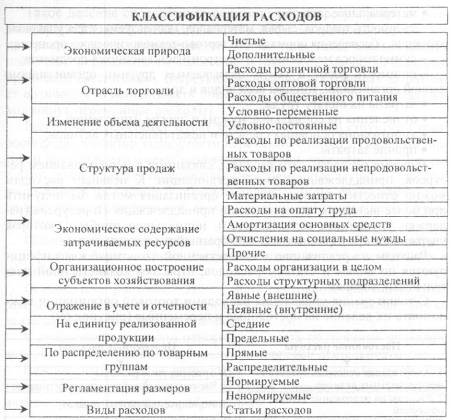 КЛАССИФИКАЦИЯ РАСХОДОВ
Экономическая природа
Чистые
Дополнительные
Отрасль торговли
Расходы розничной торговли
Расходы оптовой торговли
Расходы общественного питания
Изменение объема деятельности
Условно-переменные
Условно-постоянные
Структура продаж
Расходы по реализации продовольствен-
ных товаров
Расходы по реализации непродовольст-
венных товаров
Экономическое содержание
затрачиваемых ресурсов
Материальные затраты
Расходы на оплату труда
Амортизация основных средств
Отчисления на социальные нужды
Прочие
Организационное построение
субъектов хозяйствования
Расходы организации в целом
Расходы структурных подразделений
Отражение в учете и отчетности
Явные (внешние)
Неявные (внутренние)
На единицу реализованной
продукции
Средние
Предельные
По распределению по товарным
группам
Прямые
Распределительные
Регламентация размеров
Нормируемые
Ненормируемые
Виды расходов
Статьи расходов